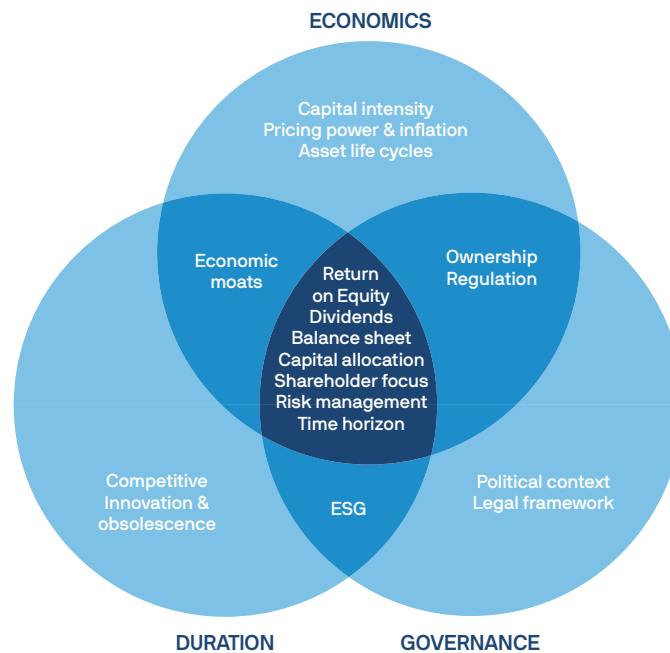 ECONOMICS
Capital intensity
Pricing power & inflation
Asset life cycles
Economic
moats
Ownership
Regulation
Return
on Equity
Dividends
Balance sheet
Capital allocation
Shareholder focus
Risk management
Time horizon
Competitive
Innovation &
obsolescence
ESG
Political context
Legal framework
DURATION
GOVERNANCE